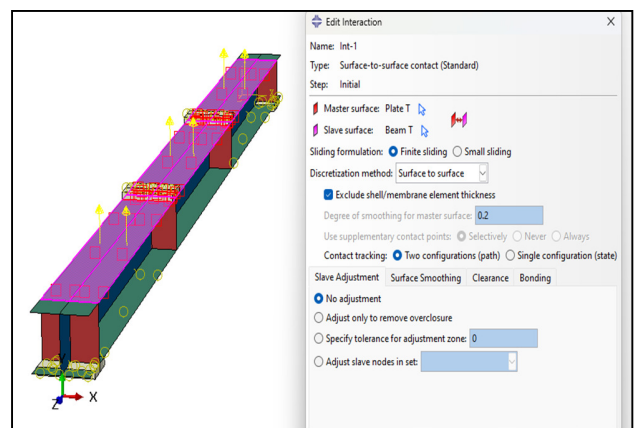 Edit Interaction
Name: Int-1
Type: Surface-to-surface contact (Standard)
Step: Initial
Master surface: Plate T
Slave surface: Beam T
Sliding formulation: Finite sliding Small sliding
Discretization method: Surface to surface
Exclude shell/membrane element thickness
Degree of smoothing for master surface: 0.2
Use supplementary contact points: Selectively Never Always
Contact tracking: Two configurations (path) Single configuration (state)
Slave Adjustment Surface Smoothing Clearance Bonding
No adjustment
Adjust only to remove overclosure
Specify tolerance for adjustment zone: 0
Adjust slave nodes in set:
Y
Z X